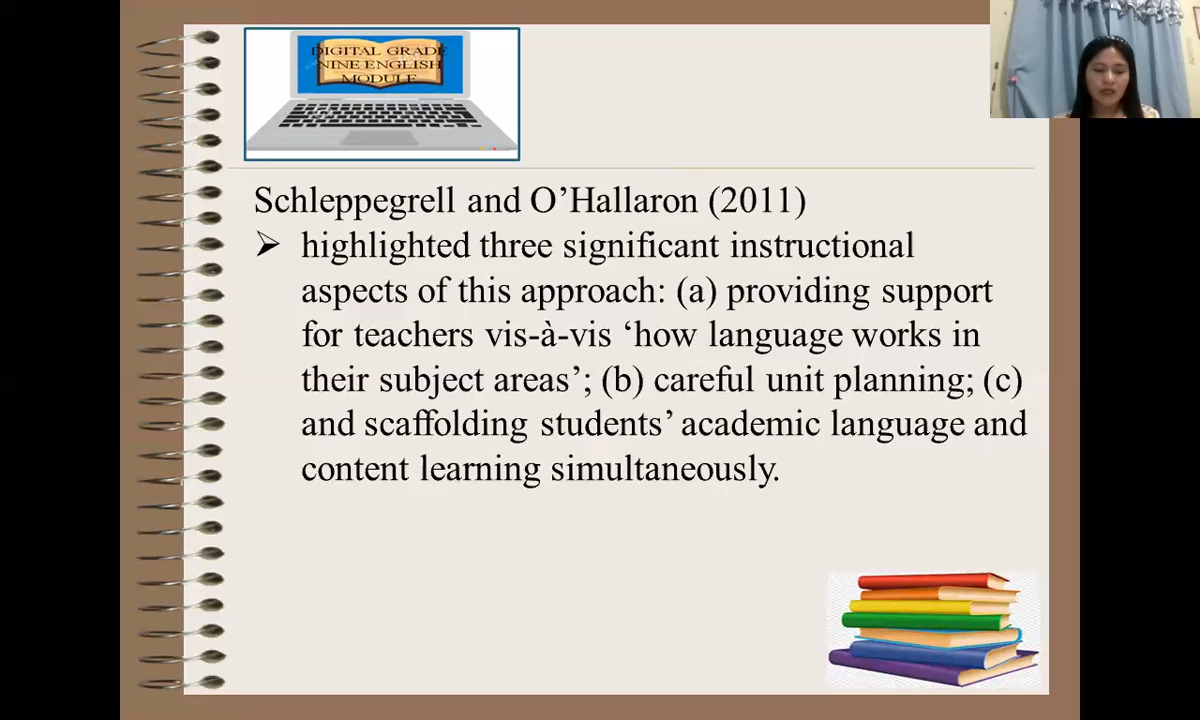 DIGITAL GRADE
NINE ENGLISH
MODULE
Schleppegrell and O’Hallaron (2011)
➢ highlighted three significant instructional
aspects of this approach: (a) providing support
for teachers vis-à-vis ‘how language works in
their subject areas’; (b) careful unit planning; (c)
and scaffolding students’ academic language and
content learning simultaneously.